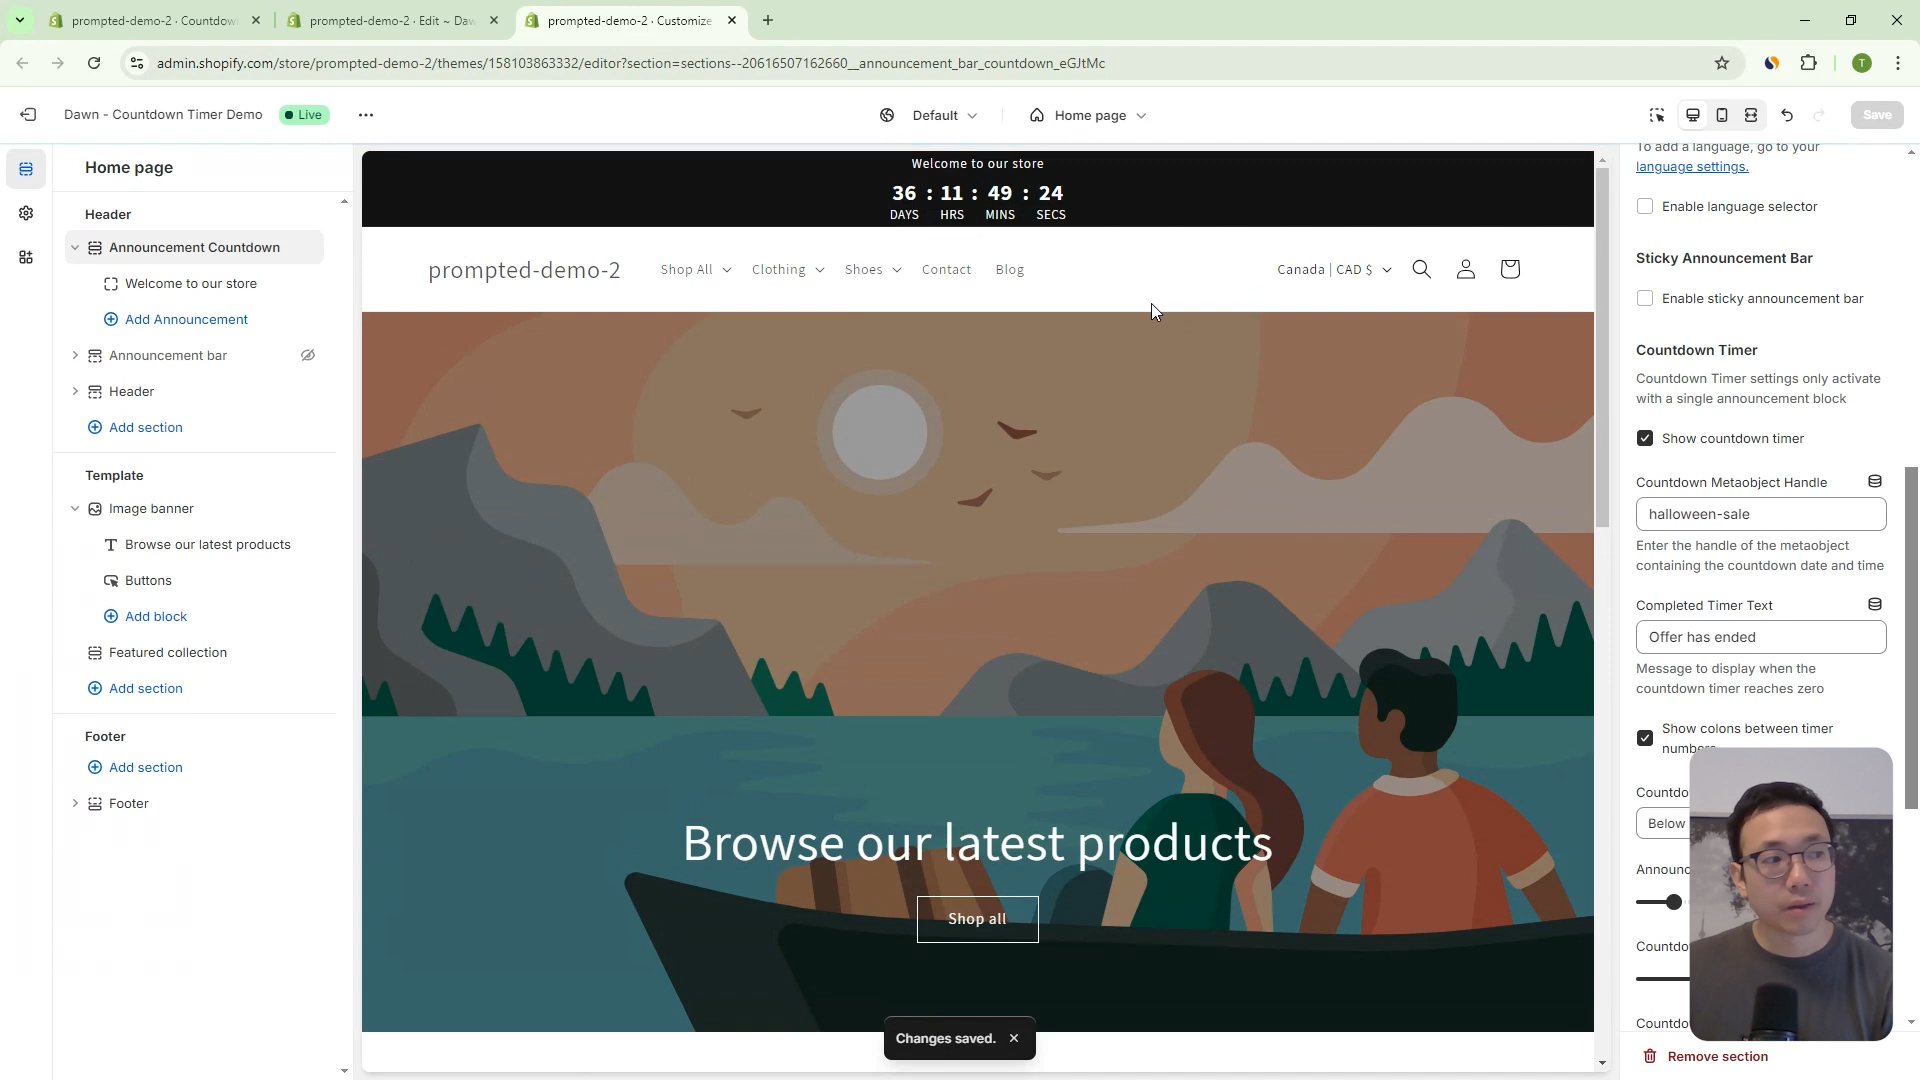 prompted-demo-2 · Countdow
prompted-demo-2 · Edit ~ Daw
prompted-demo-2 · Customize
admin.shopify.com/store/prompted-demo-2/themes/158103863332/editor?section=sections--20616507162660__announcement_bar_countdown_eGJtMc
T
Dawn - Countdown Timer Demo
Live
Default
Home page
Save
Home page
Header
Announcement Countdown
Welcome to our store
Add Announcement
Announcement bar
Header
Add section
Template
Image banner
Browse our latest products
Buttons
Add block
Featured collection
Add section
Footer
Add section
Footer
Welcome to our store
36 : 11 : 49 : 24
DAYS HRS MINS SECS
prompted-demo-2
Shop All
Clothing
Shoes
Contact
Blog
Canada | CAD $
Browse our latest products
Shop all
Changes saved.
To add a language, go to your
language settings.
Enable language selector
Sticky Announcement Bar
Enable sticky announcement bar
Countdown Timer
Countdown Timer settings only activate
with a single announcement block
Show countdown timer
Countdown Metaobject Handle
halloween-sale
Enter the handle of the metaobject
containing the countdown date and time
Completed Timer Text
Offer has ended
Message to display when the
countdown timer reaches zero
Show colons between timer
numbers
Countdo
Below
Announc
Countdo
Countdo
Remove section